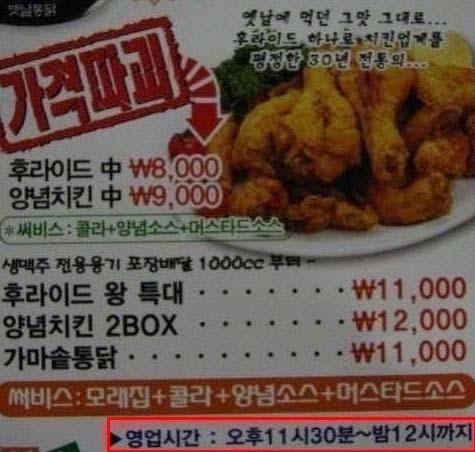 옛날통닭
옛날에 먹던 그맛 그대로...
후라이드 하나로 치킨업계를
평정한 30년 전통의...
가격파괴
후라이드 中 ₩8,000
양념치킨 中 ₩9,000
*써비스 : 콜라+양념소스+머스타드소스
생맥주 전용용기 포장배달 1000cc 부터~
후라이드 왕 특대 · · · · · · · ₩11,000
양념치킨 2BOX · · · · · · · · ₩12,000
가마솥통닭 · · · · · · · · · · ₩11,000
써비스 : 모래집+콜라+양념소스+머스타드소스
▶영업시간 : 오후11시30분~밤12시까지